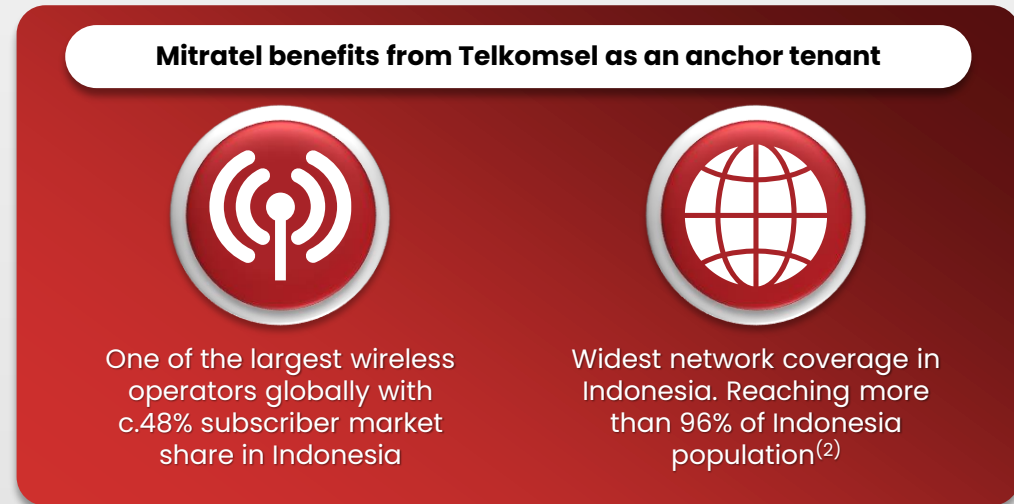 Mitratel benefits from Telkomsel as an anchor tenant
One of the largest wireless
operators globally with
c.48% subscriber market
share in Indonesia
Widest network coverage in
Indonesia. Reaching more
than 96% of Indonesia
population(2)